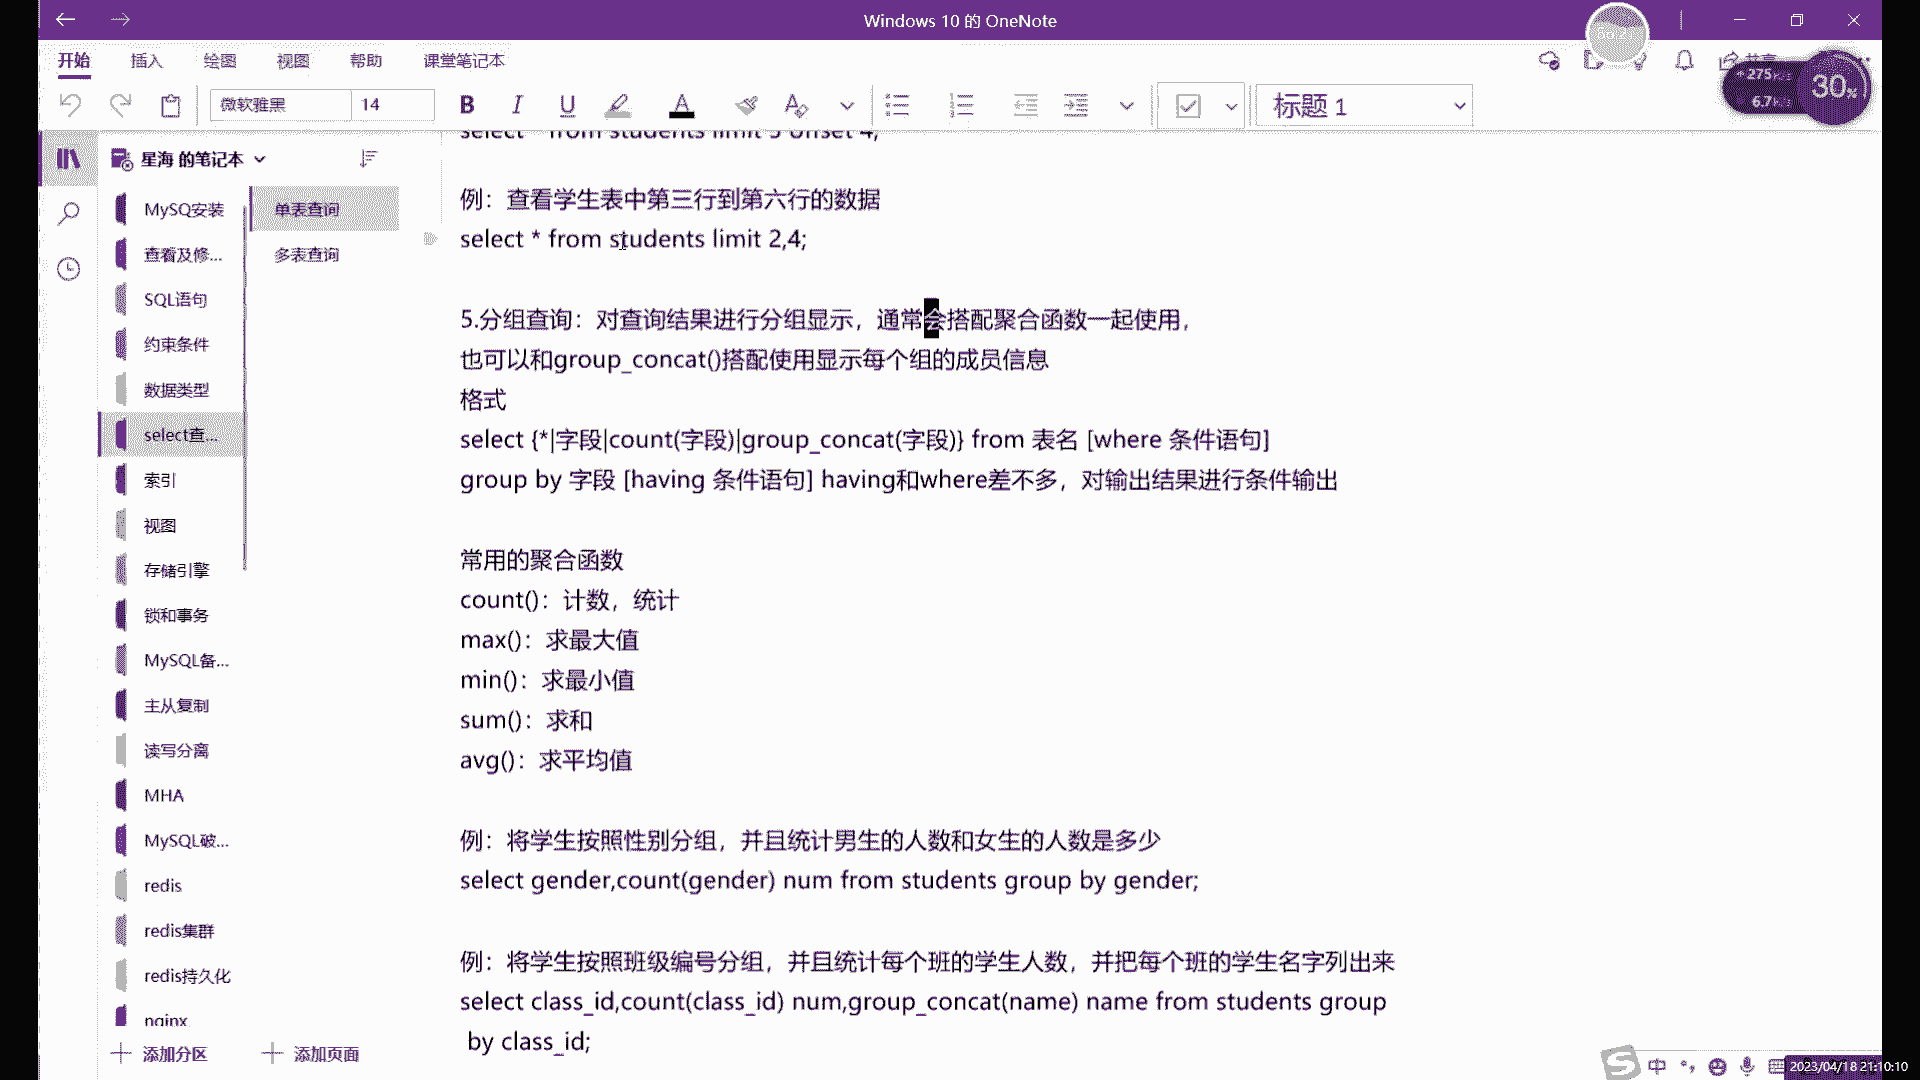 Windows 10 的 OneNote
开始 插入 绘图 视图 帮助 课堂笔记本
微软雅黑 14 B I U A 标题 1
275K/s
6.7K/s
30%
星海 的笔记本
MySQ安装
查看及修...
SQL语句
约束条件
数据类型
select查...
索引
视图
存储引擎
锁和事务
MySQL备...
主从复制
读写分离
MHA
MySQL破...
redis
redis集群
redis持久化
nginx
添加分区
单表查询
多表查询
添加页面
select * from students limit 3 offset 4;
例：查看学生表中第三行到第六行的数据
select * from students limit 2,4;
5.分组查询：对查询结果进行分组显示，通常会搭配聚合函数一起使用，
也可以和group_concat()搭配使用显示每个组的成员信息
格式
select {*|字段|count(字段)|group_concat(字段)} from 表名 [where 条件语句]
group by 字段 [having 条件语句] having和where差不多，对输出结果进行条件输出
常用的聚合函数
count()：计数，统计
max()：求最大值
min()：求最小值
sum()：求和
avg()：求平均值
例：将学生按照性别分组，并且统计男生的人数和女生的人数是多少
select gender,count(gender) num from students group by gender;
例：将学生按照班级编号分组，并且统计每个班的学生人数，并把每个班的学生名字列出来
select class_id,count(class_id) num,group_concat(name) name from students group
by class_id;
中
2023/04/18 21:10:10